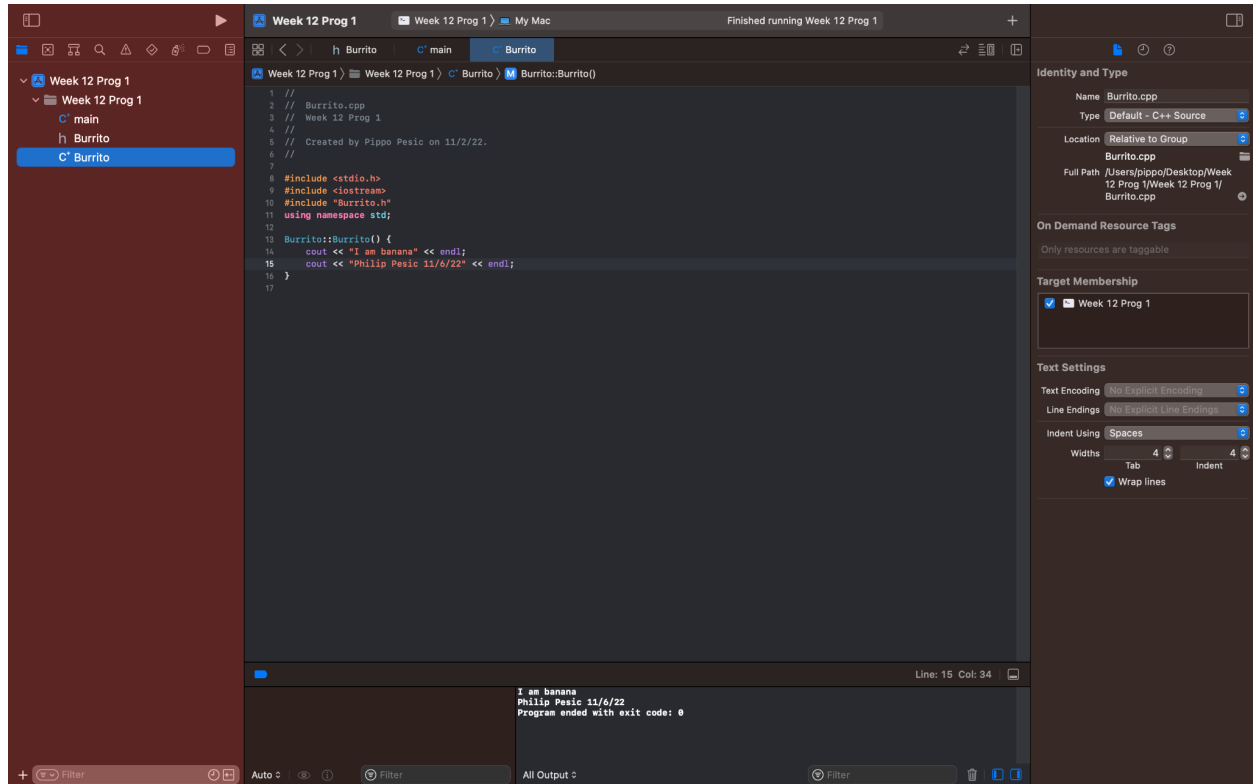 Week 12 Prog 1
Week 12 Prog 1 〉 My Mac
Finished running Week 12 Prog 1
+
h Burrito
C+ main
C+ Burrito
Week 12 Prog 1 〉 Week 12 Prog 1 〉 C+ Burrito 〉 M Burrito::Burrito()
Week 12 Prog 1
Week 12 Prog 1
C+ main
h Burrito
C+ Burrito
+
Filter
1 //
2 //  Burrito.cpp
3 //  Week 12 Prog 1
4 //
5 //  Created by Pippo Pesic on 11/2/22.
6 //
7
8 #include <stdio.h>
9 #include <iostream>
10 #include "Burrito.h"
11 using namespace std;
12
13 Burrito::Burrito() {
14     cout << "I am banana" << endl;
15     cout << "Philip Pesic 11/6/22" << endl;
16 }
17
Line: 15 Col: 34
I am banana
Philip Pesic 11/6/22
Program ended with exit code: 0
Auto
Filter
All Output
Filter
Identity and Type
Name Burrito.cpp
Type Default - C++ Source
Location Relative to Group
Burrito.cpp
Full Path /Users/pippo/Desktop/Week
12 Prog 1/Week 12 Prog 1/
Burrito.cpp
On Demand Resource Tags
Only resources are taggable
Target Membership
Week 12 Prog 1
Text Settings
Text Encoding No Explicit Encoding
Line Endings No Explicit Line Endings
Indent Using Spaces
Widths 4 4
Tab Indent
Wrap lines